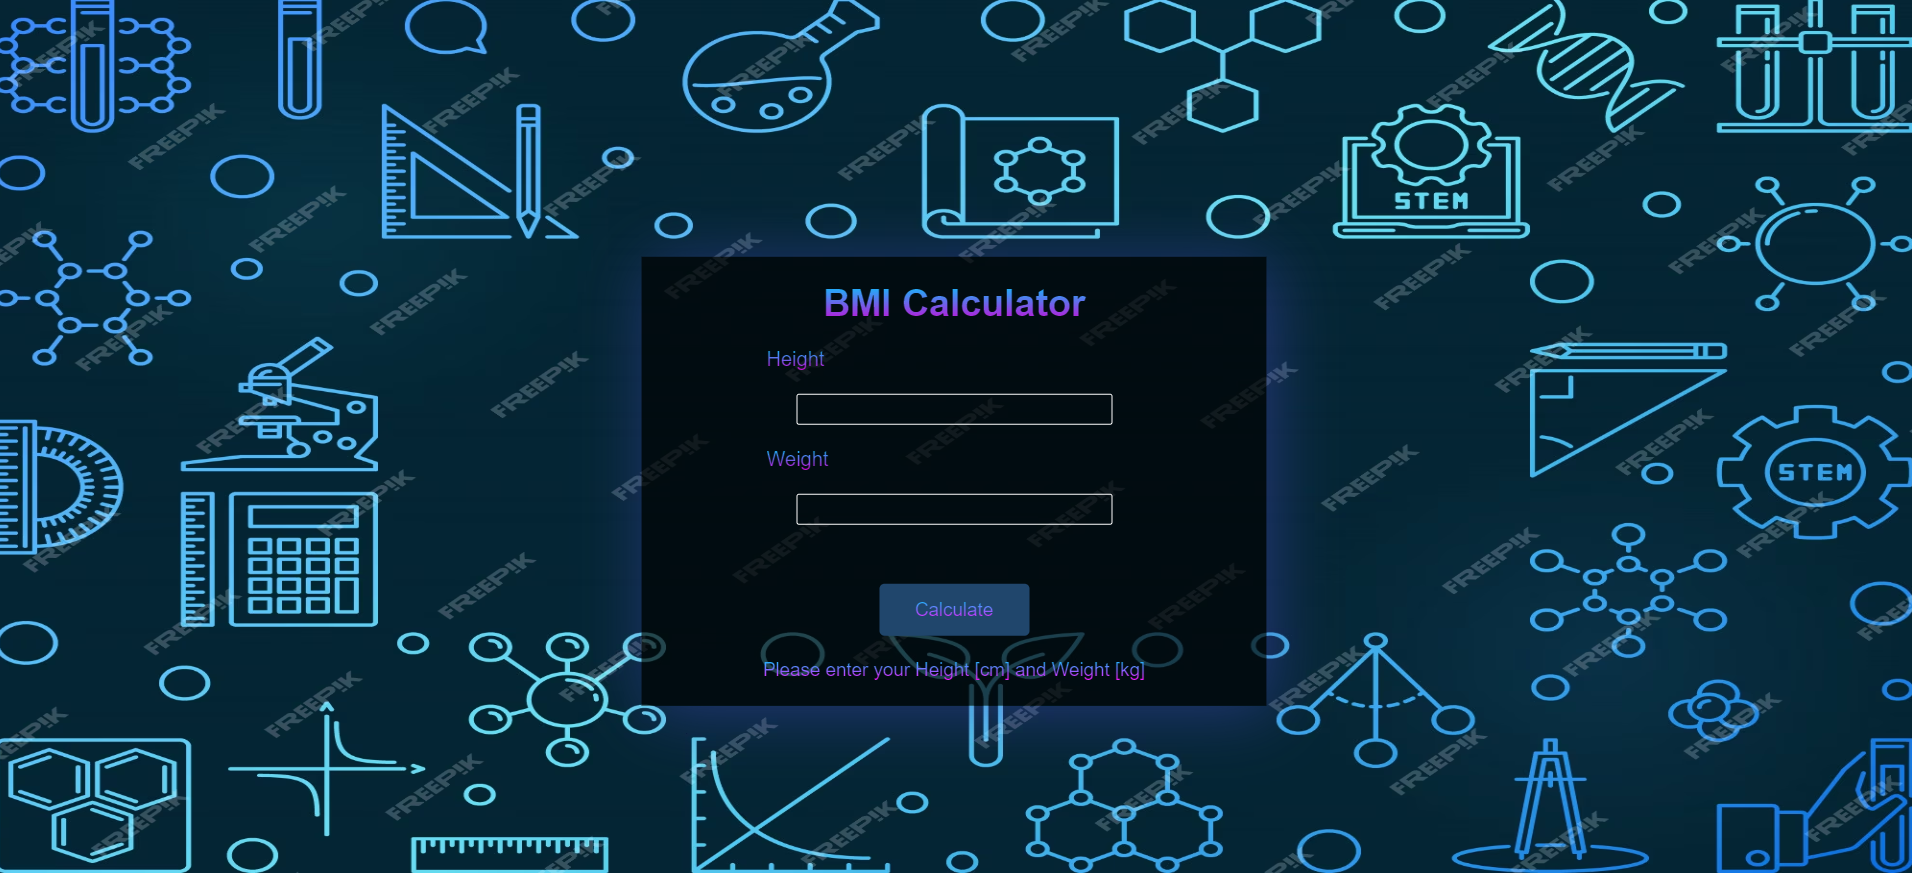 STEM
BMI Calculator
Height
Weight
STEM
Calculate
Please enter your Height [cm] and Weight [kg]
FREEPIK